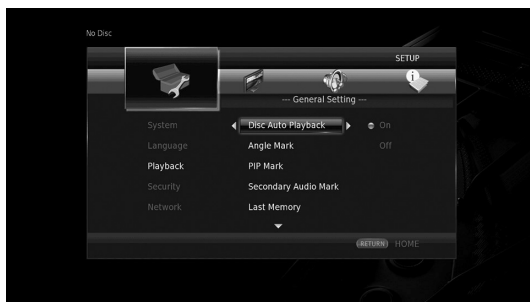 No Disc
SETUP
--- General Setting ---
System
Disc Auto Playback
On
Language
Angle Mark
Off
Playback
PIP Mark
Security
Secondary Audio Mark
Network
Last Memory
RETURN HOME